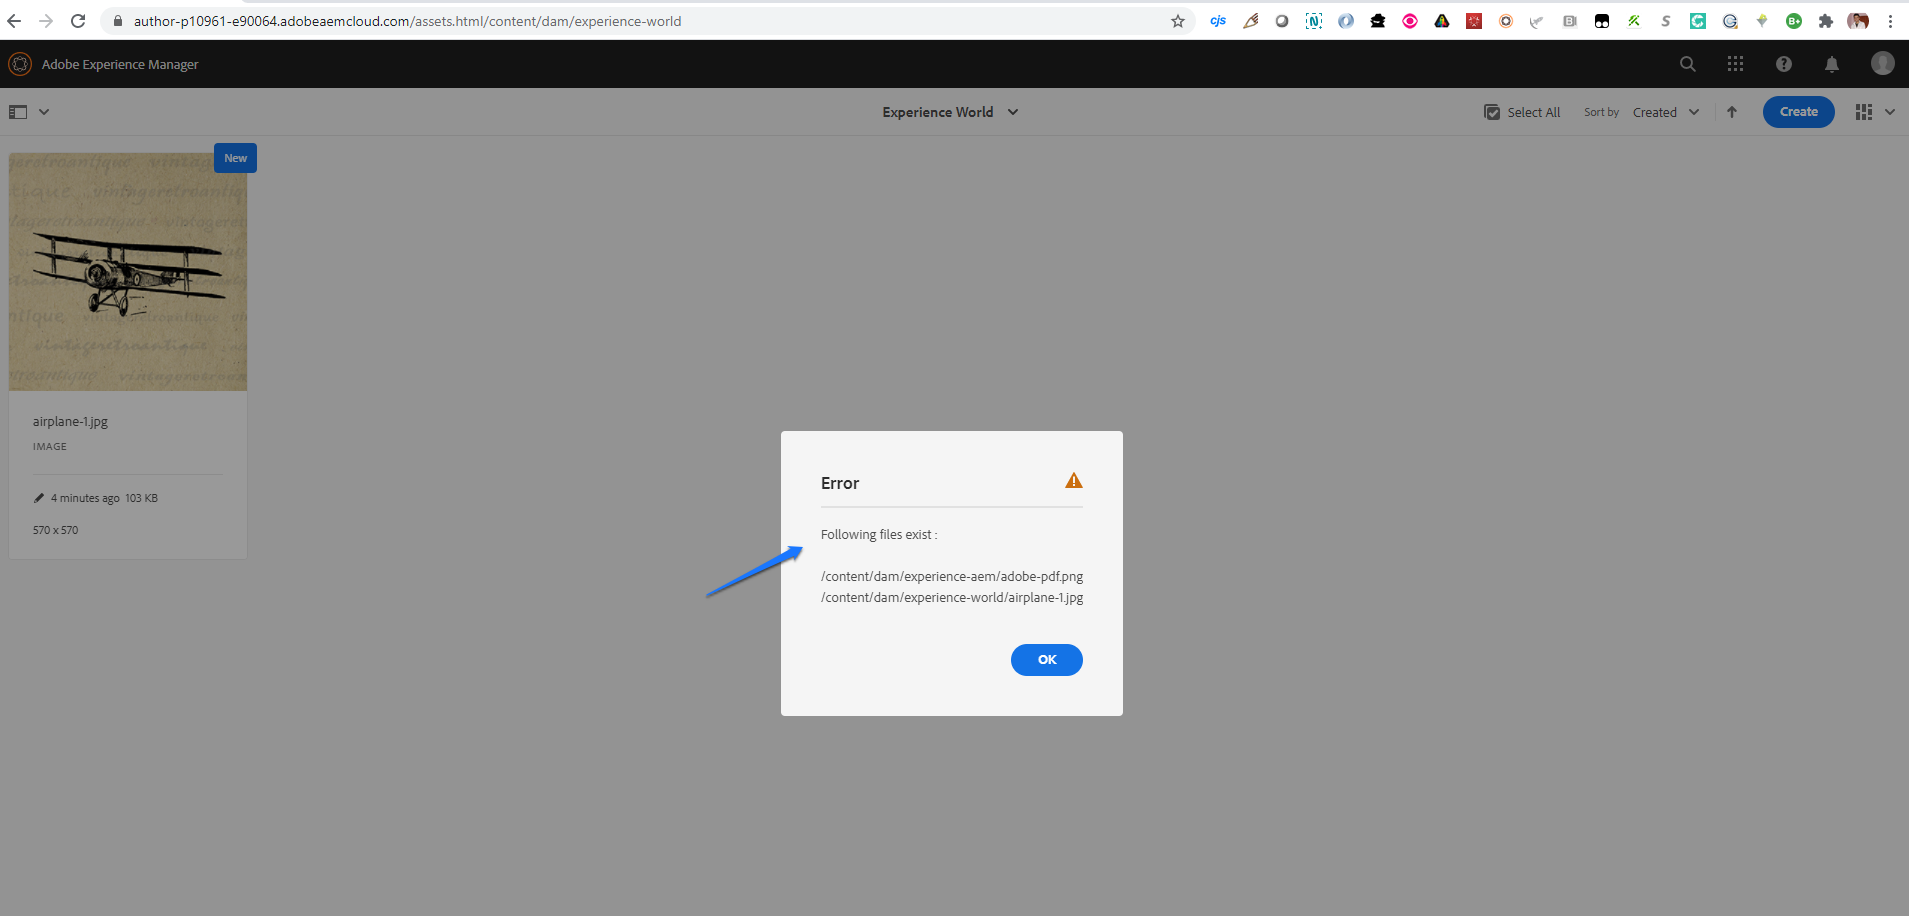 author-p10961-e90064.adobeaemcloud.com/assets.html/content/dam/experience-world
cjs
Adobe Experience Manager
Experience World
Select All
Sort by
Created
Create
New
vintageretroantique
airplane-1.jpg
IMAGE
4 minutes ago 103 KB
570 x 570
Error
Following files exist :
/content/dam/experience-aem/adobe-pdf.png
/content/dam/experience-world/airplane-1.jpg
OK